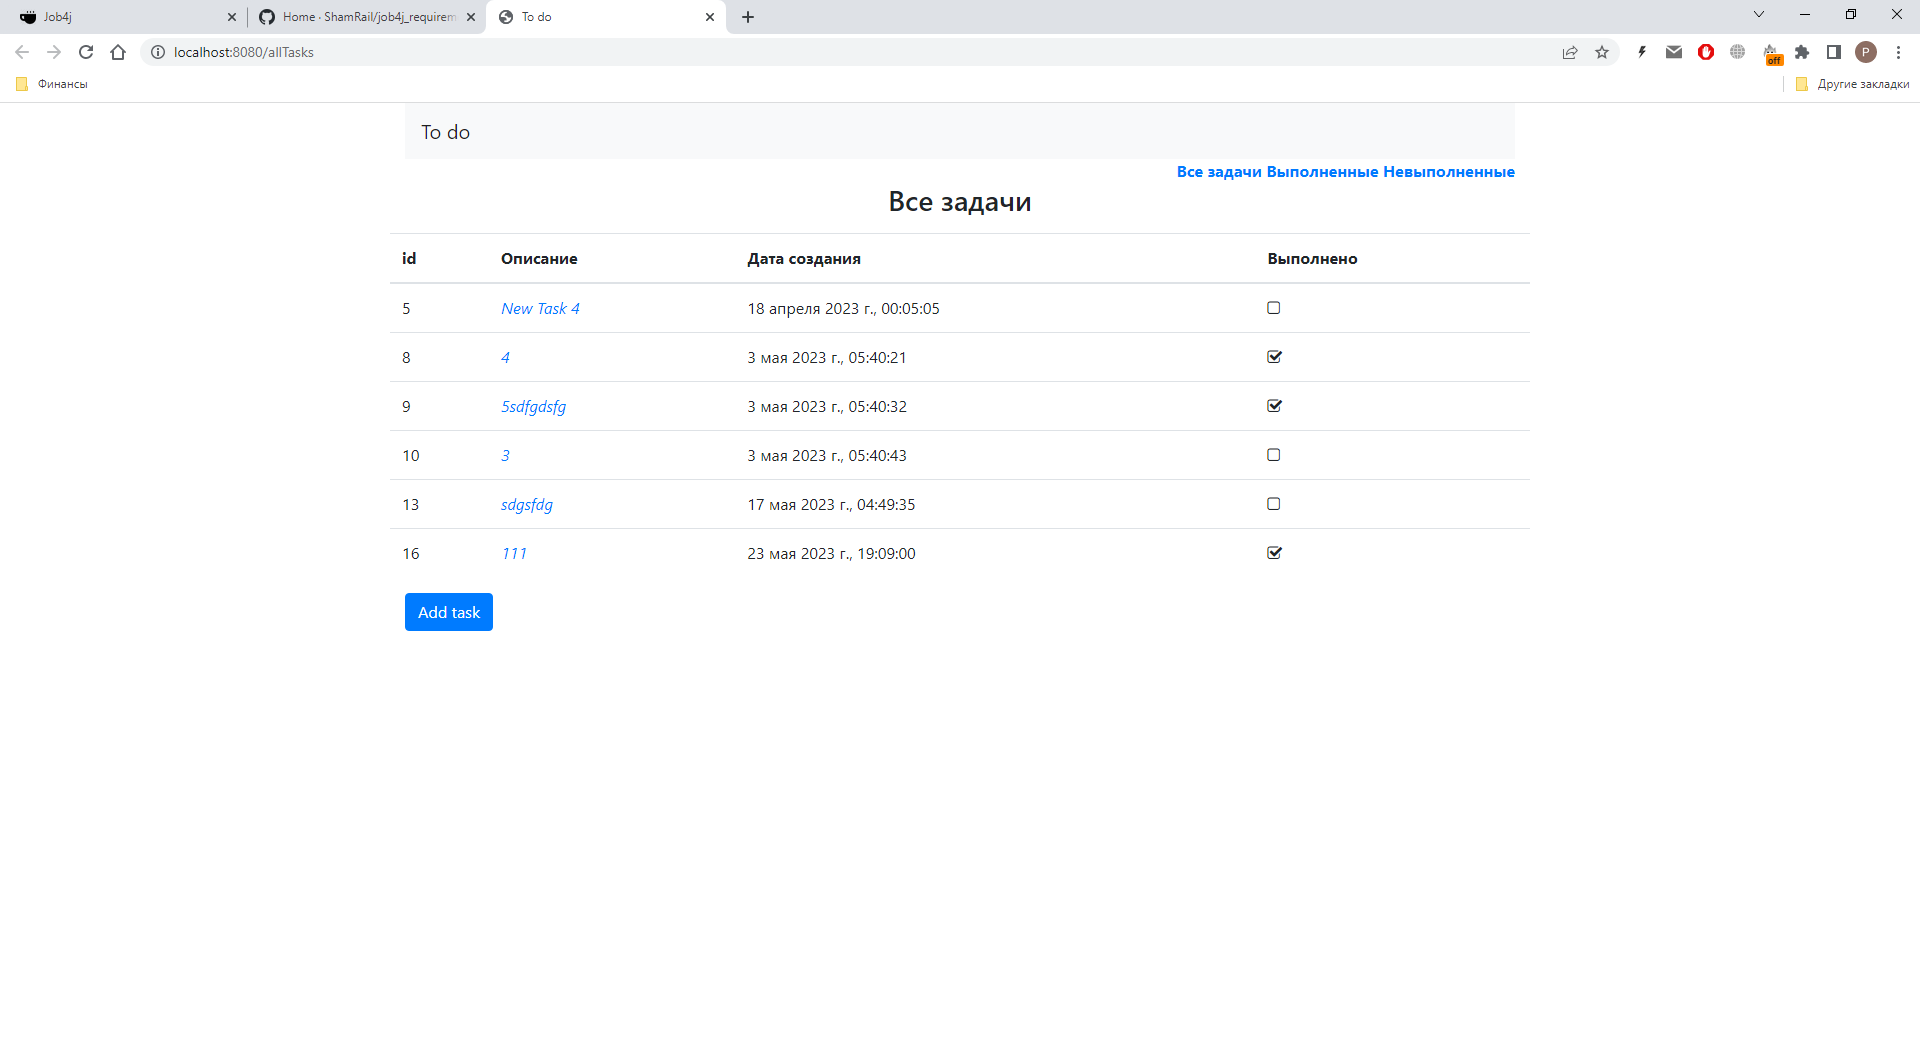 Job4j
Home · ShamRail/job4j_requirem
To do
localhost:8080/allTasks
off
P
Финансы
Другие закладки
To do
Все задачи Выполненные Невыполненные
Все задачи
id Описание Дата создания Выполнено
5 New Task 4 18 апреля 2023 г., 00:05:05
8 4 3 мая 2023 г., 05:40:21
9 5sdfgdsfg 3 мая 2023 г., 05:40:32
10 3 3 мая 2023 г., 05:40:43
13 sdgsfdg 17 мая 2023 г., 04:49:35
16 111 23 мая 2023 г., 19:09:00
Add task